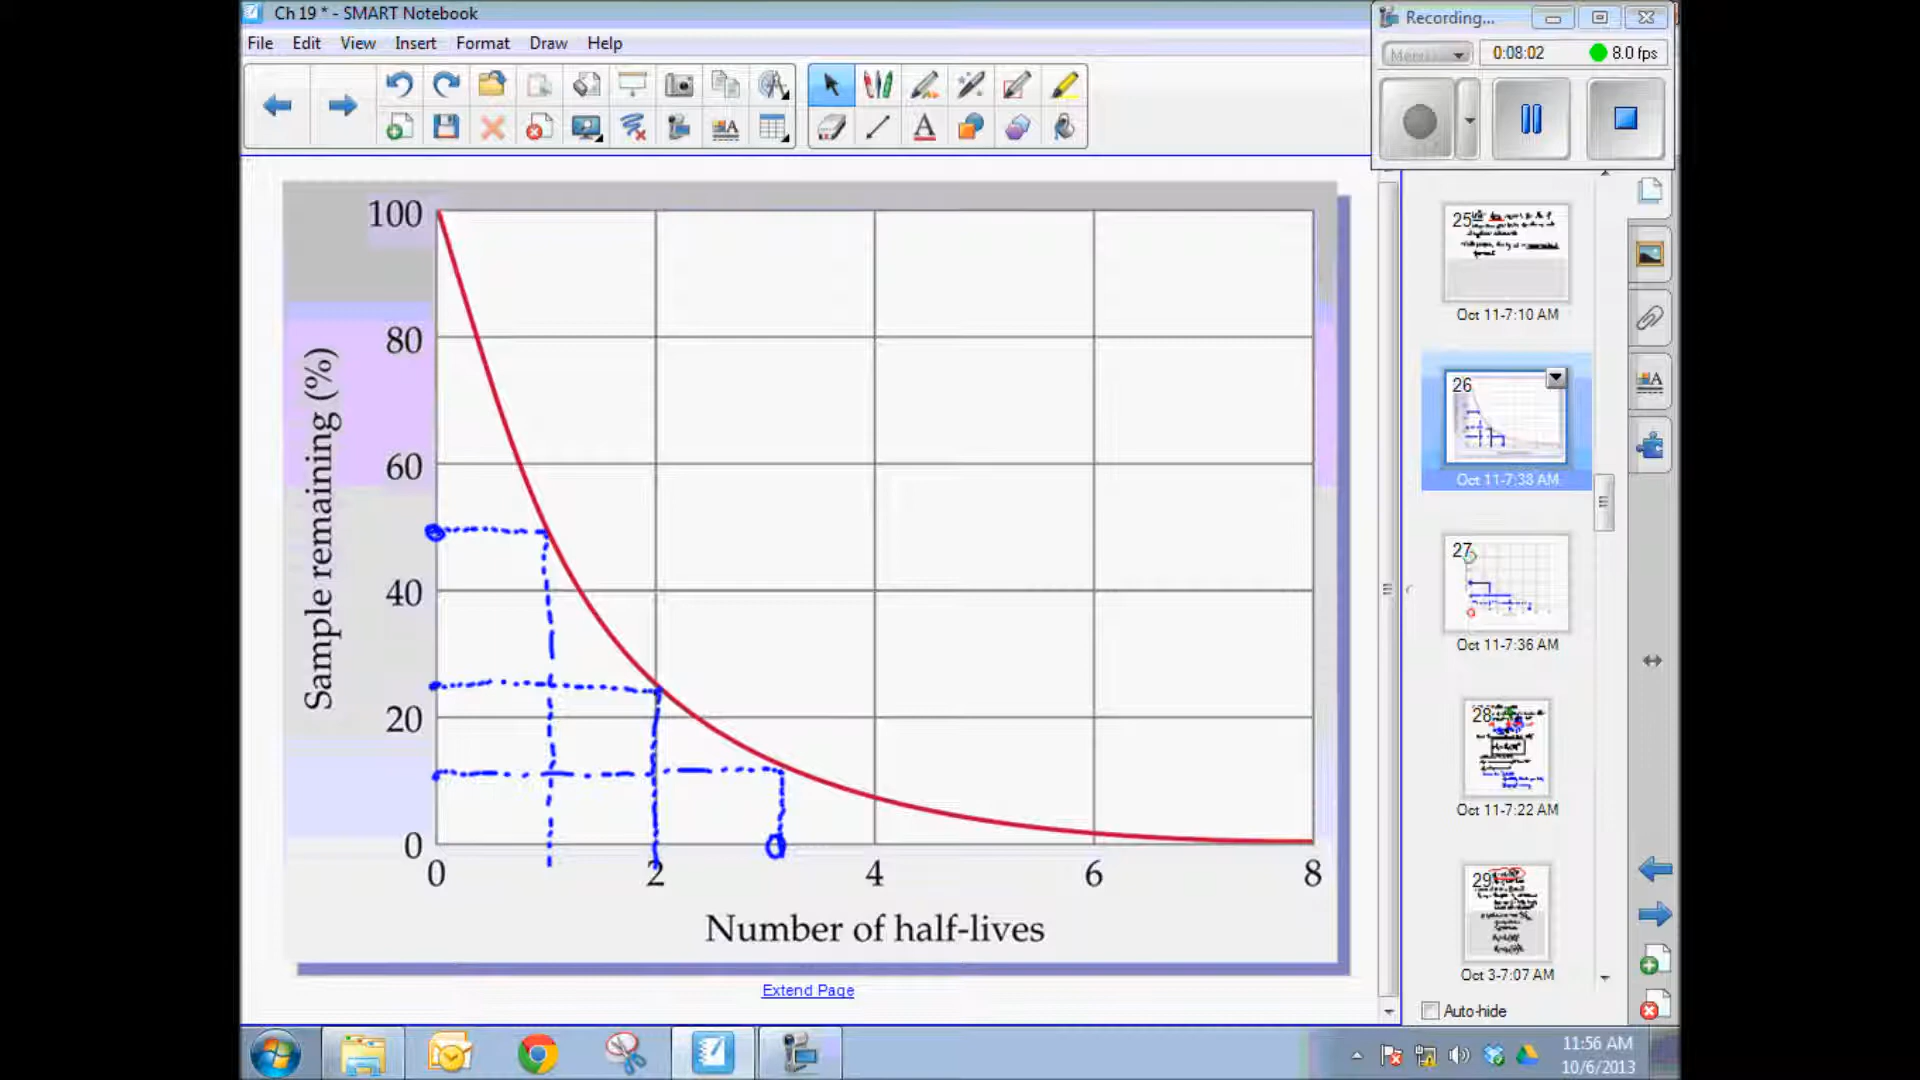 Ch 19 * - SMART Notebook
Recording...
File Edit View Insert Format Draw Help
0:08:02
8.0 fps
100
80
60
40
20
0
Sample remaining (%)
0 2 4 6 8
Number of half-lives
Extend Page
25
Oct 11-7:10 AM
26
Oct 11-7:38 AM
27
Oct 11-7:36 AM
28
Oct 11-7:22 AM
29
Oct 3-7:07 AM
Auto-hide
11:56 AM
10/6/2013